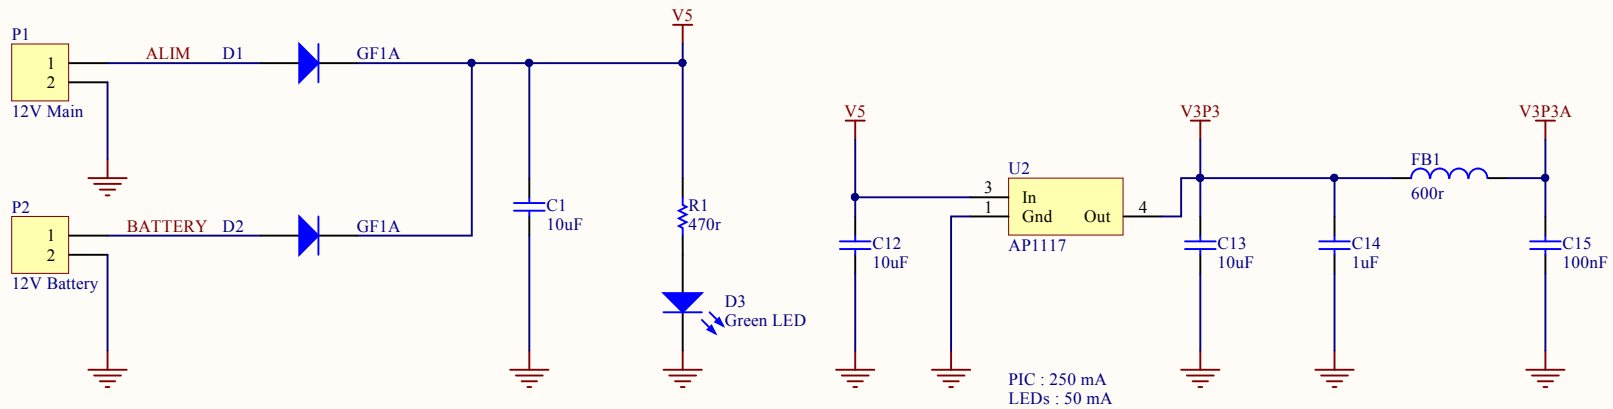 P1
1
2
12V Main
ALIM
D1
GF1A
V5
P2
1
2
12V Battery
BATTERY
D2
GF1A
C1
10uF
R1
470r
D3
Green LED
V5
C12
10uF
U2
3
1
In
Gnd
Out
4
AP1117
V3P3
C13
10uF
C14
1uF
FB1
600r
V3P3A
C15
100nF
PIC : 250 mA
LEDs : 50 mA